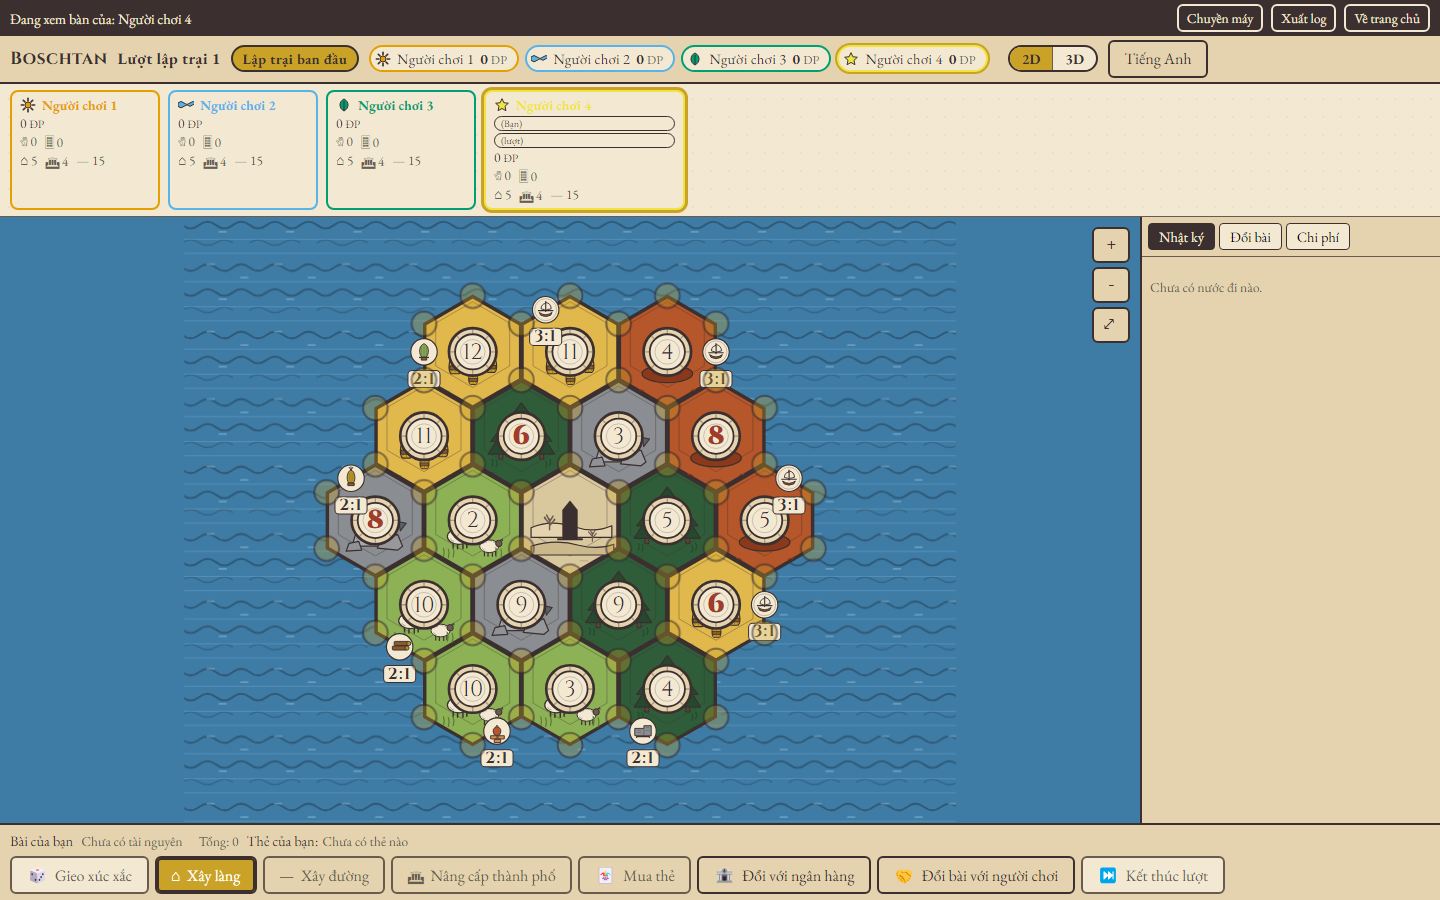 Đang xem bàn của: Người chơi 4
Chuyền máy
Xuất log
Về trang chủ
BOSCHTAN
Lượt lập trại 1
Lập trại ban đầu
Người chơi 1 0 ĐP
Người chơi 2 0 ĐP
Người chơi 3 0 ĐP
Người chơi 4 0 ĐP
2D
3D
Tiếng Anh
Người chơi 1
0 ĐP
0 0
5 4 — 15
Người chơi 2
0 ĐP
0 0
5 4 — 15
Người chơi 3
0 ĐP
0 0
5 4 — 15
Người chơi 4
(Bạn)
(lượt)
0 ĐP
0 0
5 4 — 15
+
-
Nhật ký
Đổi bài
Chi phí
Chưa có nước đi nào.
3:1
12 11 4
2:1 3:1
11 6 3 8
2:1 3:1
8 2 5 5
10 9 9 6
3:1
2:1
10 3 4
2:1 2:1
Bài của bạn Chưa có tài nguyên Tổng: 0 Thẻ của bạn: Chưa có thẻ nào
Gieo xúc xắc
Xây làng
— Xây đường
Nâng cấp thành phố
Mua thẻ
Đổi với ngân hàng
Đổi bài với người chơi
Kết thúc lượt